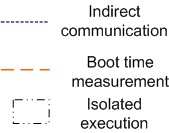 Indirect
communication
Boot time
measurement
Isolated
execution